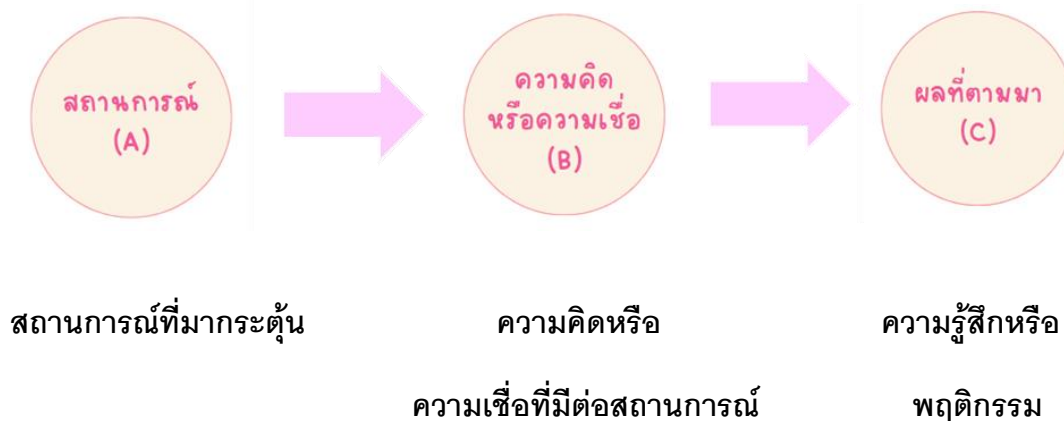 สถานการณ์
(A)
ความคิด
หรือความเชื่อ
(B)
ผลที่ตามมา
(C)
สถานการณ์ที่มากระตุ้น
ความคิดหรือ
ความเชื่อที่มีต่อสถานการณ์
ความรู้สึกหรือ
พฤติกรรม